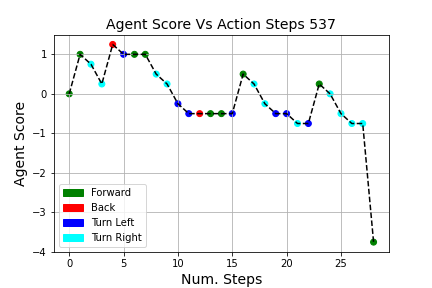 Agent Score Vs Action Steps 537
Agent Score
1
0
−1
−2
−3
−4
Forward
Back
Turn Left
Turn Right
0 5 10 15 20 25
Num. Steps